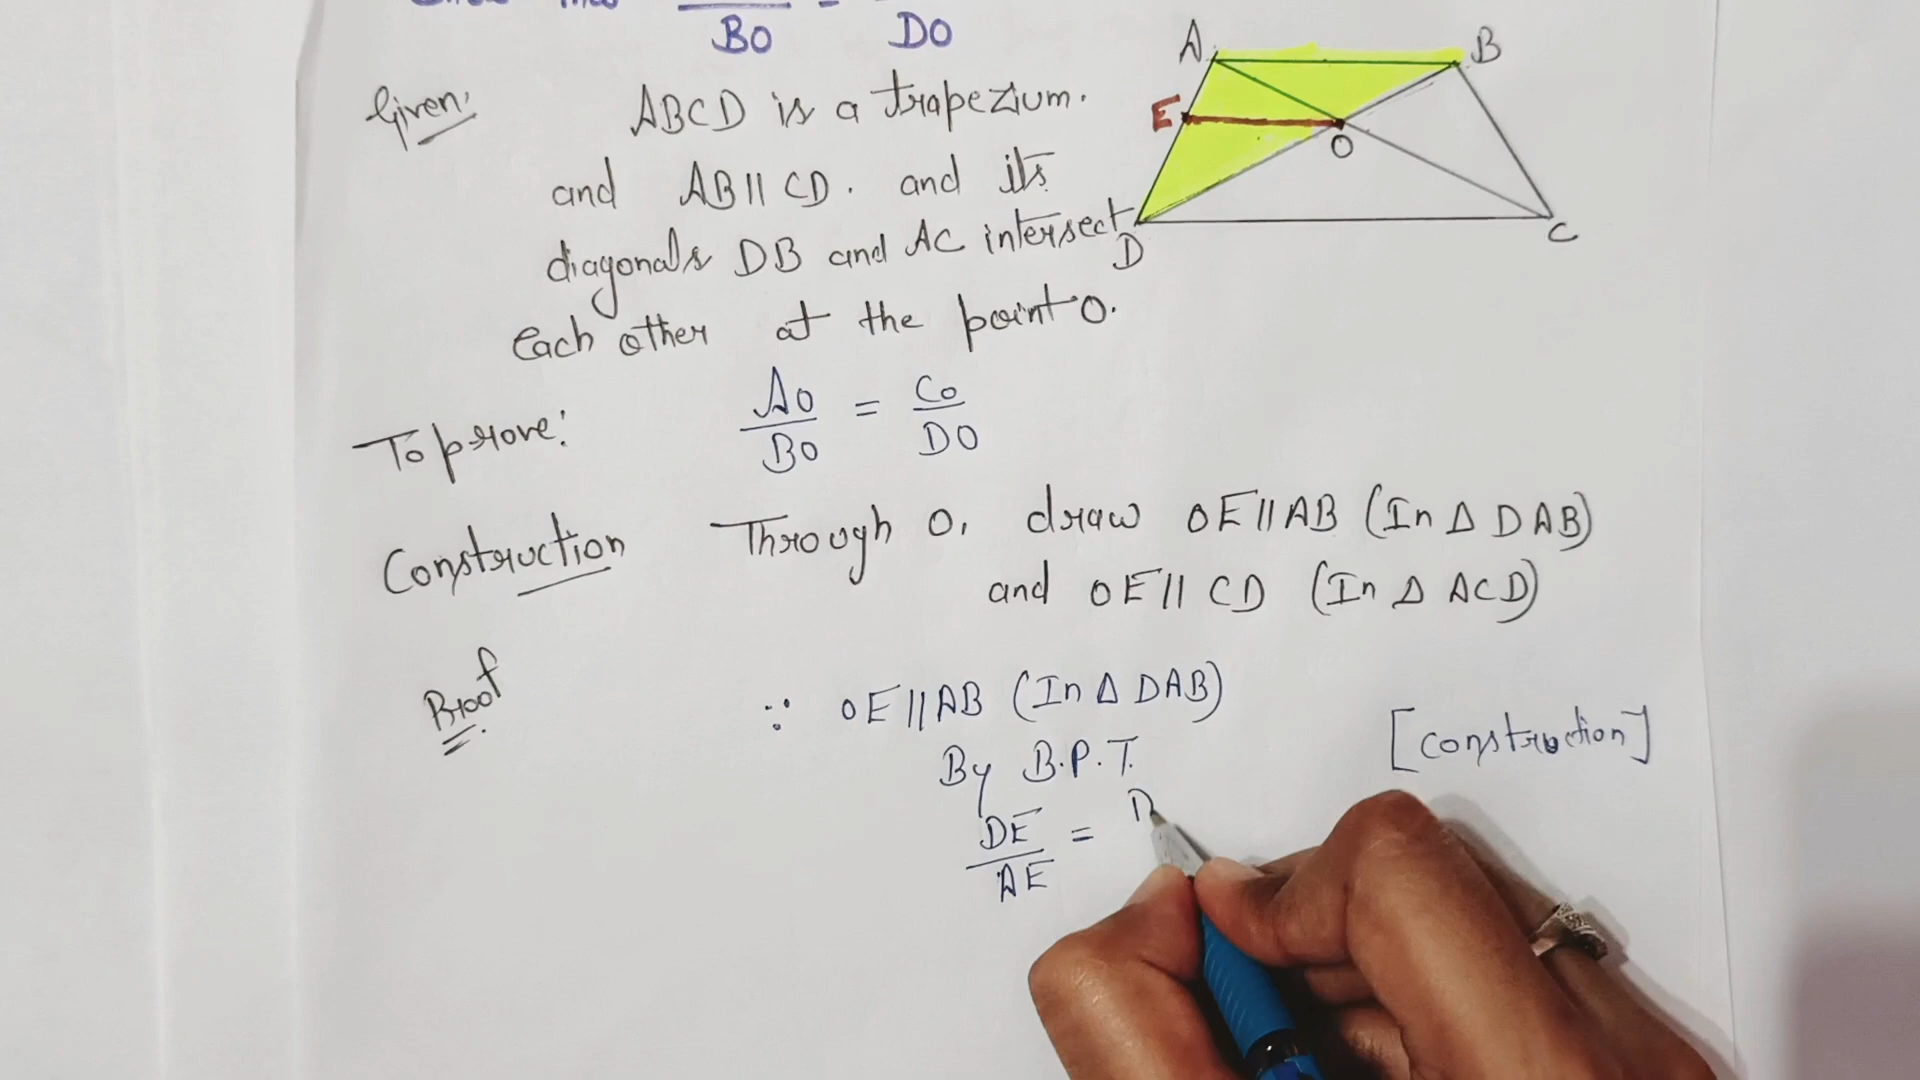 BO DO
Given: ABCD is a trapezium.
and AB || CD. and its
diagonals DB and AC intersect
each other at the point O.
To prove: AO/BO = CO/DO
Construction Through O, draw OE || AB (In Δ DAB)
and OE || CD (In Δ ACD)
Proof ∵ OE || AB (In Δ DAB) [construction]
By B.P.T.
DE/AE = D
A B
E
O
D C